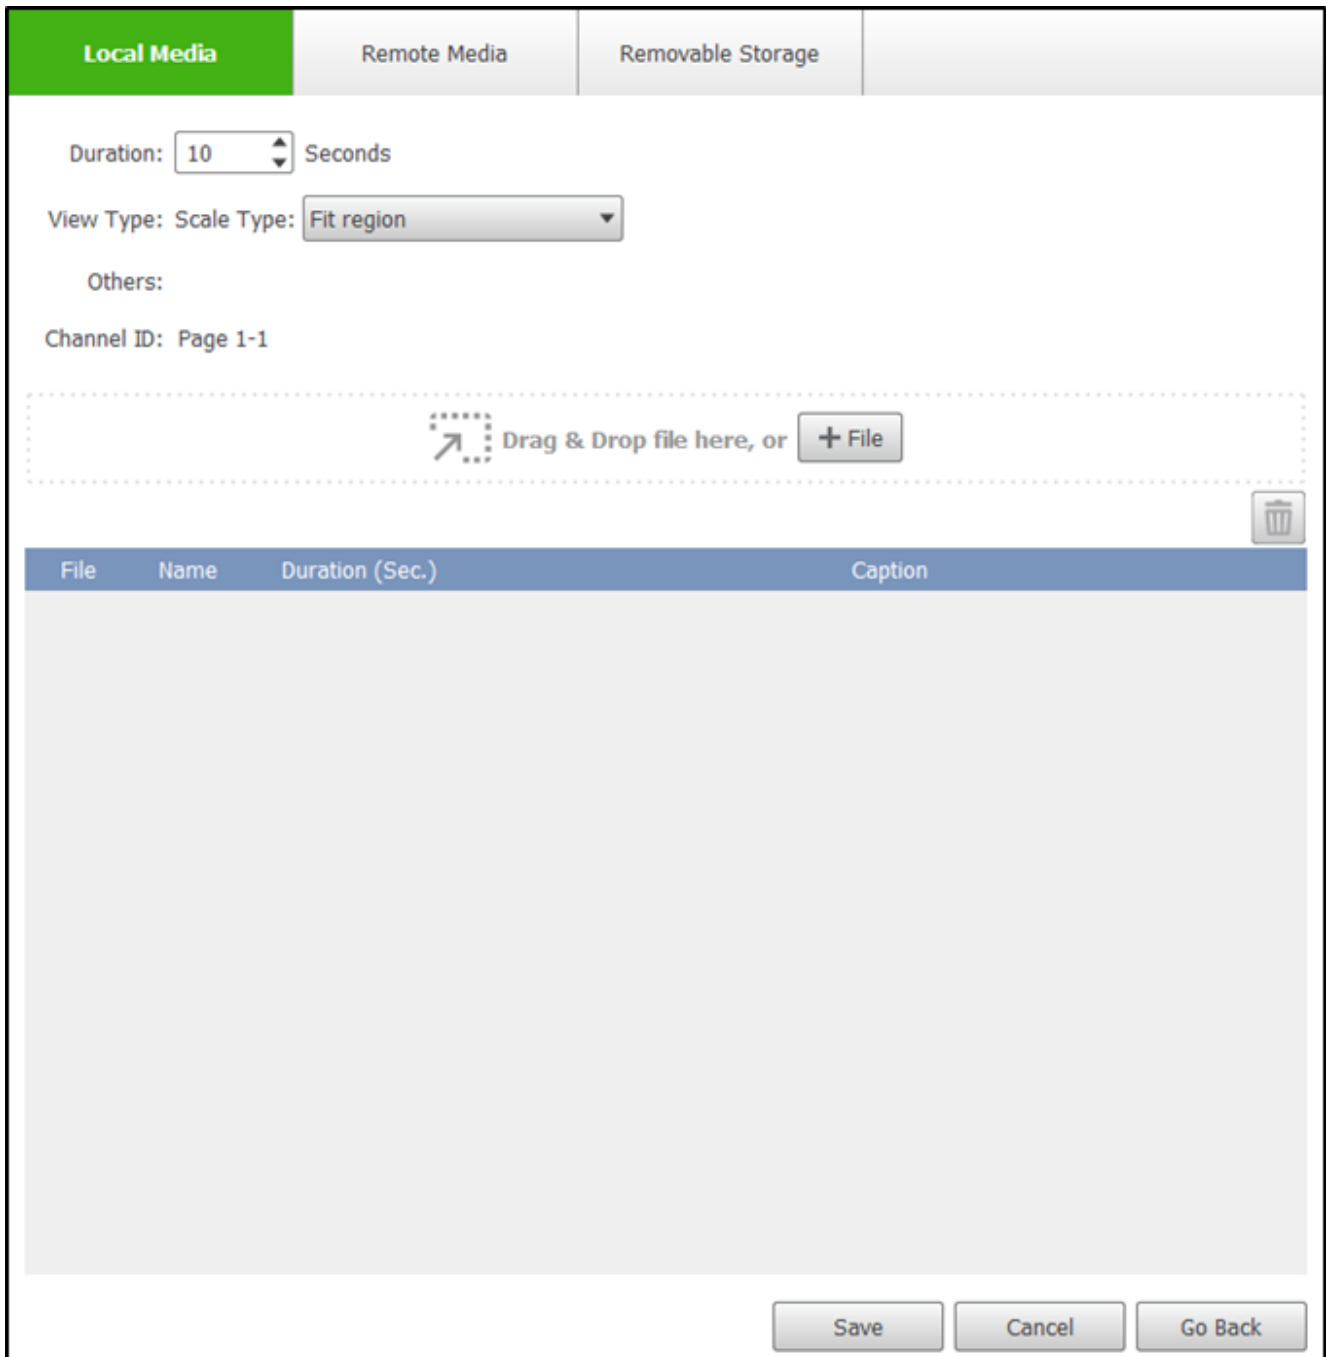 Local Media Remote Media Removable Storage
Duration: 10 Seconds
View Type: Scale Type: Fit region
Others:
Channel ID: Page 1-1
Drag & Drop file here, or + File
File Name Duration (Sec.) Caption
Save Cancel Go Back